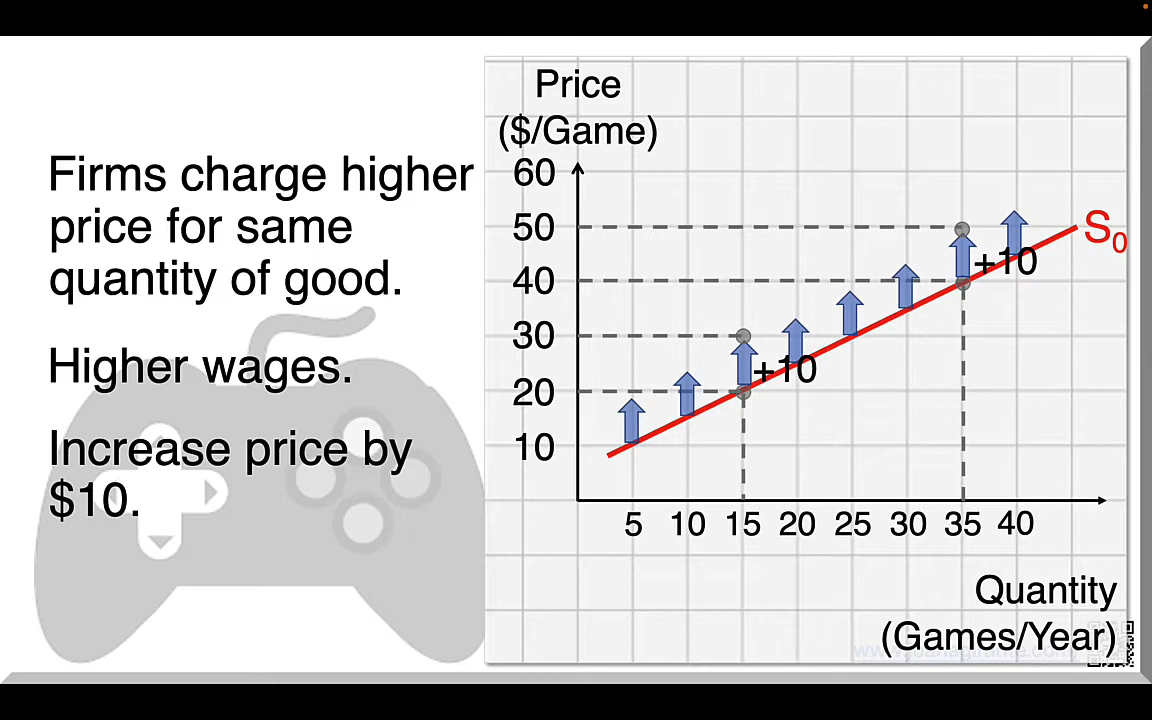 Firms charge higher
price for same
quantity of good.
Higher wages.
Increase price by
$10.
Price
($/Game)
60
50
40
30
20
10
S₀
+10
+10
5 10 15 20 25 30 35 40
Quantity
(Games/Year)